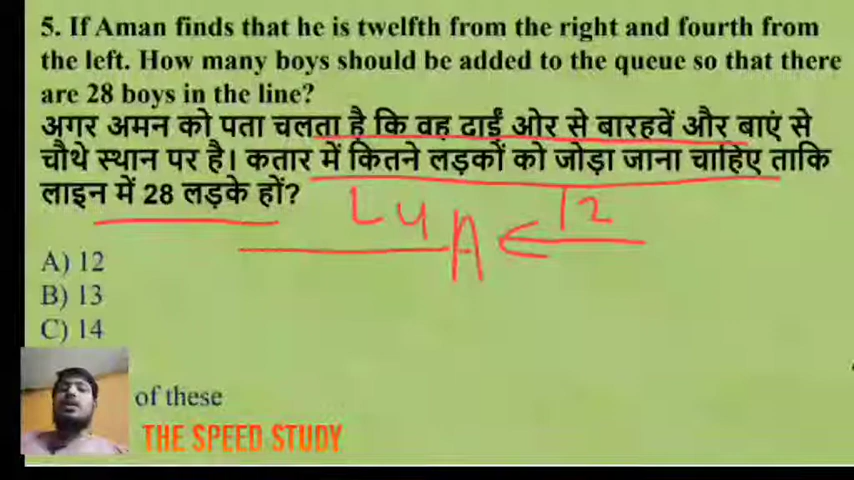 5. If Aman finds that he is twelfth from the right and fourth from
the left. How many boys should be added to the queue so that there
are 28 boys in the line?
अगर अमन को पता चलता है कि वह दाईं ओर से बारहवें और बाएं से
चौथे स्थान पर है। कतार में कितने लड़कों को जोड़ा जाना चाहिए ताकि
लाइन में 28 लड़के हों?
L4 A 12
A) 12
B) 13
C) 14
of these
THE SPEED STUDY